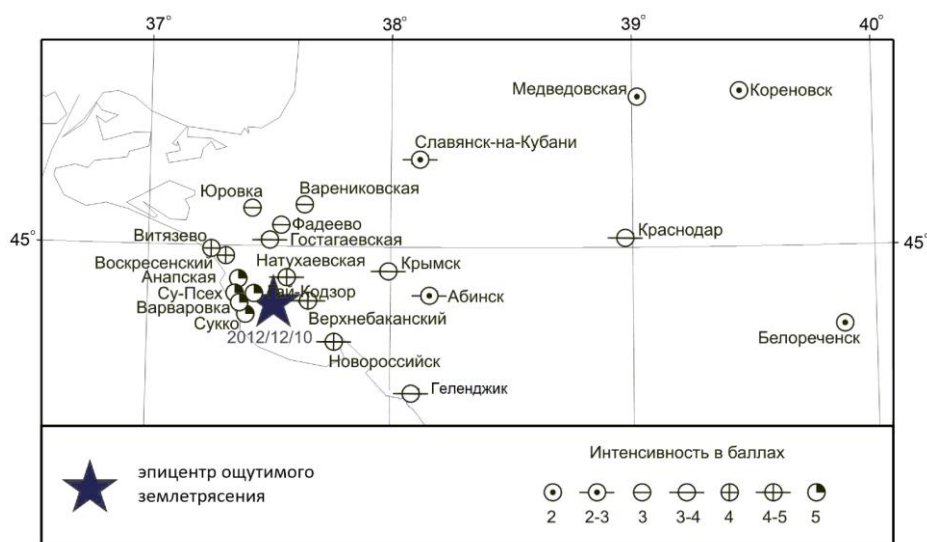 37°
38°
39°
40°
Медведовская
Кореновск
Славянск-на-Кубани
Юровка
Варениковская
Фадеево
Витязево
Гостагаевская
Краснодар
45°
45°
Воскресенский
Натухаевская
Крымск
Анапская
Су-Псех
Гай-Кодзор
Абинск
Варваровка
Сукко
Верхнебаканский
2012/12/10
Белореченск
Новороссийск
Геленджик
эпицентр ощутимого
землетрясения
Интенсивность в баллах
2 2-3 3 3-4 4 4-5 5